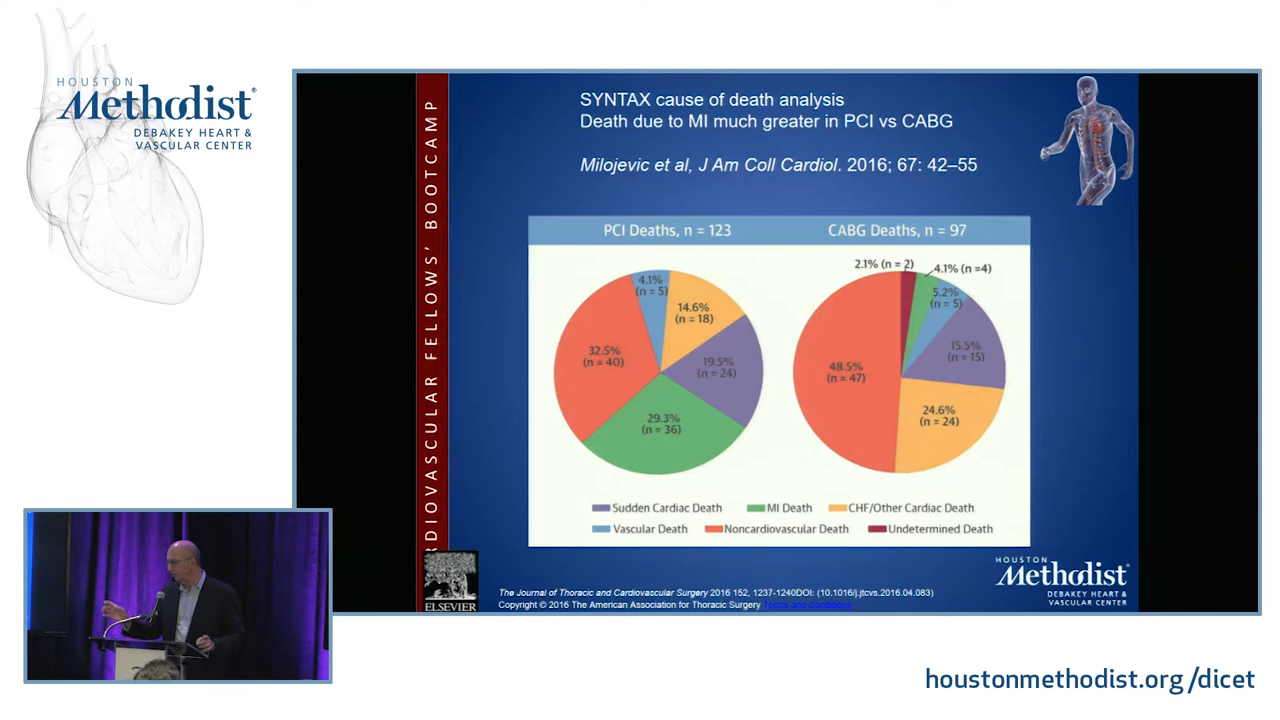 HOUSTON
Methodist®
DEBAKEY HEART &
VASCULAR CENTER
RDIOVASCULAR FELLOWS' BOOTCAMP
SYNTAX cause of death analysis
Death due to MI much greater in PCI vs CABG
Milojevic et al, J Am Coll Cardiol. 2016; 67: 42–55
PCI Deaths, n = 123
CABG Deaths, n = 97
4.1%
(n = 5)
14.6%
(n = 18)
19.5%
(n = 24)
29.3%
(n = 36)
32.5%
(n = 40)
2.1% (n = 2)
4.1% (n =4)
5.2%
(n = 5)
15.5%
(n = 15)
24.6%
(n = 24)
48.5%
(n = 47)
Sudden Cardiac Death MI Death CHF/Other Cardiac Death
Vascular Death Noncardiovascular Death Undetermined Death
ELSEVIER
The Journal of Thoracic and Cardiovascular Surgery 2016 152, 1237-1240DOI: (10.1016/j.jtcvs.2016.04.083)
Copyright © 2016 The American Association for Thoracic Surgery Terms and Conditions
HOUSTON
Methodist®
DEBAKEY HEART &
VASCULAR CENTER
houstonmethodist.org/dicet